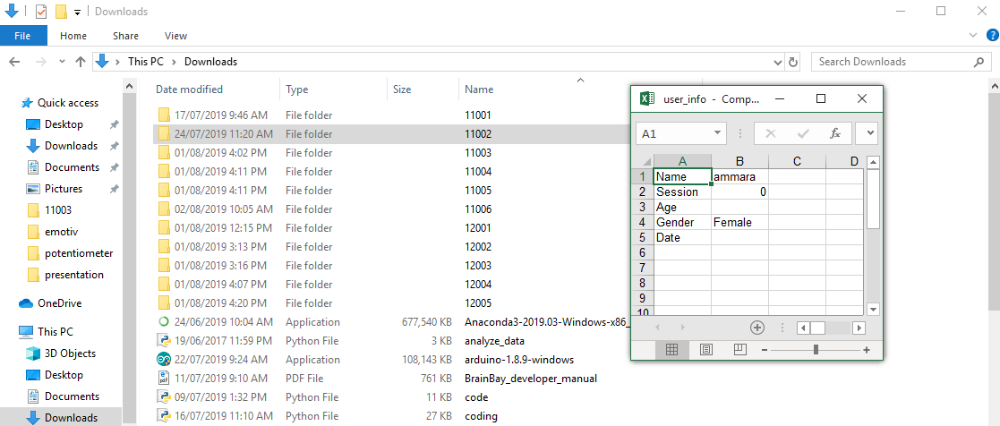 Downloads
File Home Share View
This PC Downloads Search Downloads
Date modified Type Size Name
Quick access
Desktop
Downloads
Documents
Pictures
11003
emotiv
potentiometer
presentation
OneDrive
This PC
3D Objects
Desktop
Documents
Downloads
17/07/2019 9:46 AM File folder 11001
24/07/2019 11:20 AM File folder 11002
01/08/2019 4:02 PM File folder 11003
01/08/2019 4:11 PM File folder 11004
01/08/2019 4:11 PM File folder 11005
02/08/2019 10:05 AM File folder 11006
01/08/2019 12:15 PM File folder 12001
01/08/2019 3:13 PM File folder 12002
01/08/2019 3:16 PM File folder 12003
01/08/2019 4:07 PM File folder 12004
01/08/2019 4:20 PM File folder 12005
24/06/2019 10:04 AM Application 677,540 KB Anaconda3-2019.03-Windows-x86_
19/06/2017 11:59 PM Python File 3 KB analyze_data
22/07/2019 9:24 AM Application 108,143 KB arduino-1.8.9-windows
11/07/2019 9:10 AM PDF File 761 KB BrainBay_developer_manual
09/07/2019 1:32 PM Python File 11 KB code
16/07/2019 11:10 AM Python File 27 KB coding
user_info - Comp...
A1 fx
A B C D
1 Name ammara
2 Session 0
3 Age
4 Gender Female
5 Date
6
7
8
9
10